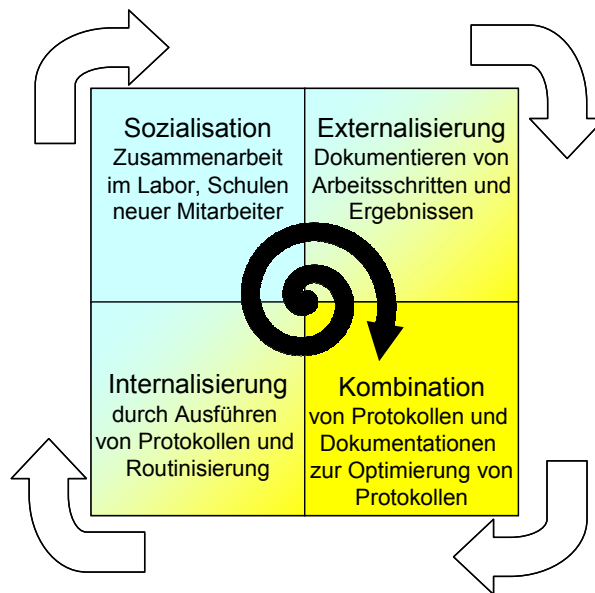 Sozialisation
Zusammenarbeit
im Labor, Schulen
neuer Mitarbeiter
Externalisierung
Dokumentieren von
Arbeitsschritten und
Ergebnissen
Internalisierung
durch Ausführen
von Protokollen und
Routinisierung
Kombination
von Protokollen und
Dokumentationen
zur Optimierung von
Protokollen